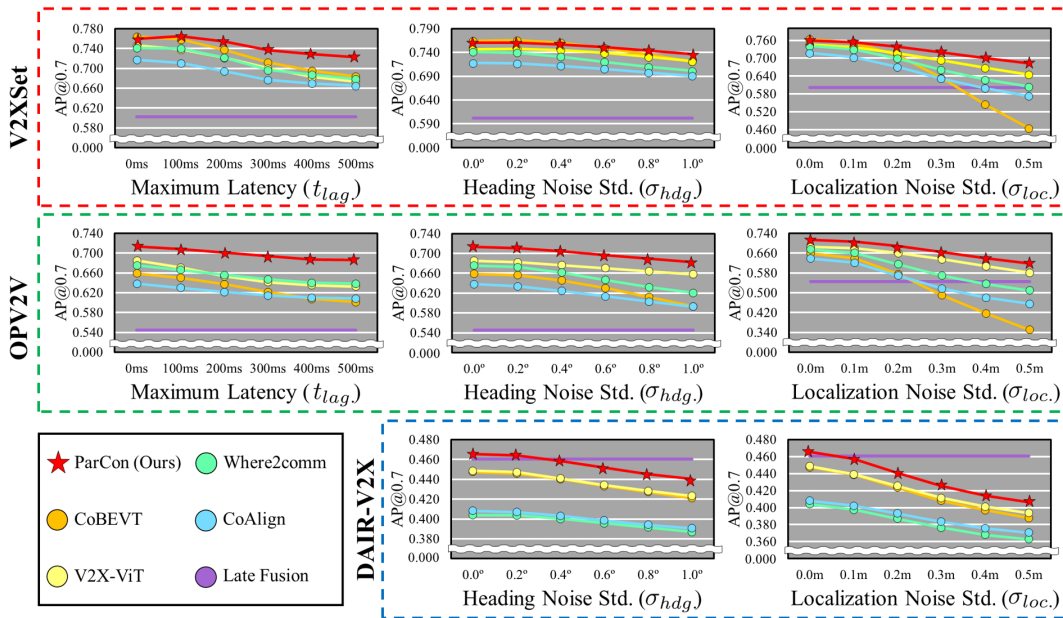 V2XSet
AP@0.7
0.780
0.740
0.700
0.660
0.620
0.580
0.000
0ms 100ms 200ms 300ms 400ms 500ms
Maximum Latency (t_lag.)
AP@0.7
0.790
0.740
0.690
0.640
0.590
0.000
0.0° 0.2° 0.4° 0.6° 0.8° 1.0°
Heading Noise Std. (σ_hdg.)
AP@0.7
0.760
0.700
0.640
0.580
0.520
0.460
0.000
0.0m 0.1m 0.2m 0.3m 0.4m 0.5m
Localization Noise Std. (σ_loc.)
OPV2V
AP@0.7
0.740
0.700
0.660
0.620
0.580
0.540
0.000
0ms 100ms 200ms 300ms 400ms 500ms
Maximum Latency (t_lag.)
AP@0.7
0.740
0.700
0.660
0.620
0.580
0.540
0.000
0.0° 0.2° 0.4° 0.6° 0.8° 1.0°
Heading Noise Std. (σ_hdg.)
AP@0.7
0.740
0.660
0.580
0.500
0.420
0.340
0.000
0.0m 0.1m 0.2m 0.3m 0.4m 0.5m
Localization Noise Std. (σ_loc.)
ParCon (Ours) Where2comm
CoBEVT CoAlign
V2X-ViT Late Fusion
DAIR-V2X
AP@0.7
0.480
0.460
0.440
0.420
0.400
0.380
0.000
0.0° 0.2° 0.4° 0.6° 0.8° 1.0°
Heading Noise Std. (σ_hdg.)
AP@0.7
0.480
0.460
0.440
0.420
0.400
0.380
0.360
0.000
0.0m 0.1m 0.2m 0.3m 0.4m 0.5m
Localization Noise Std. (σ_loc.)